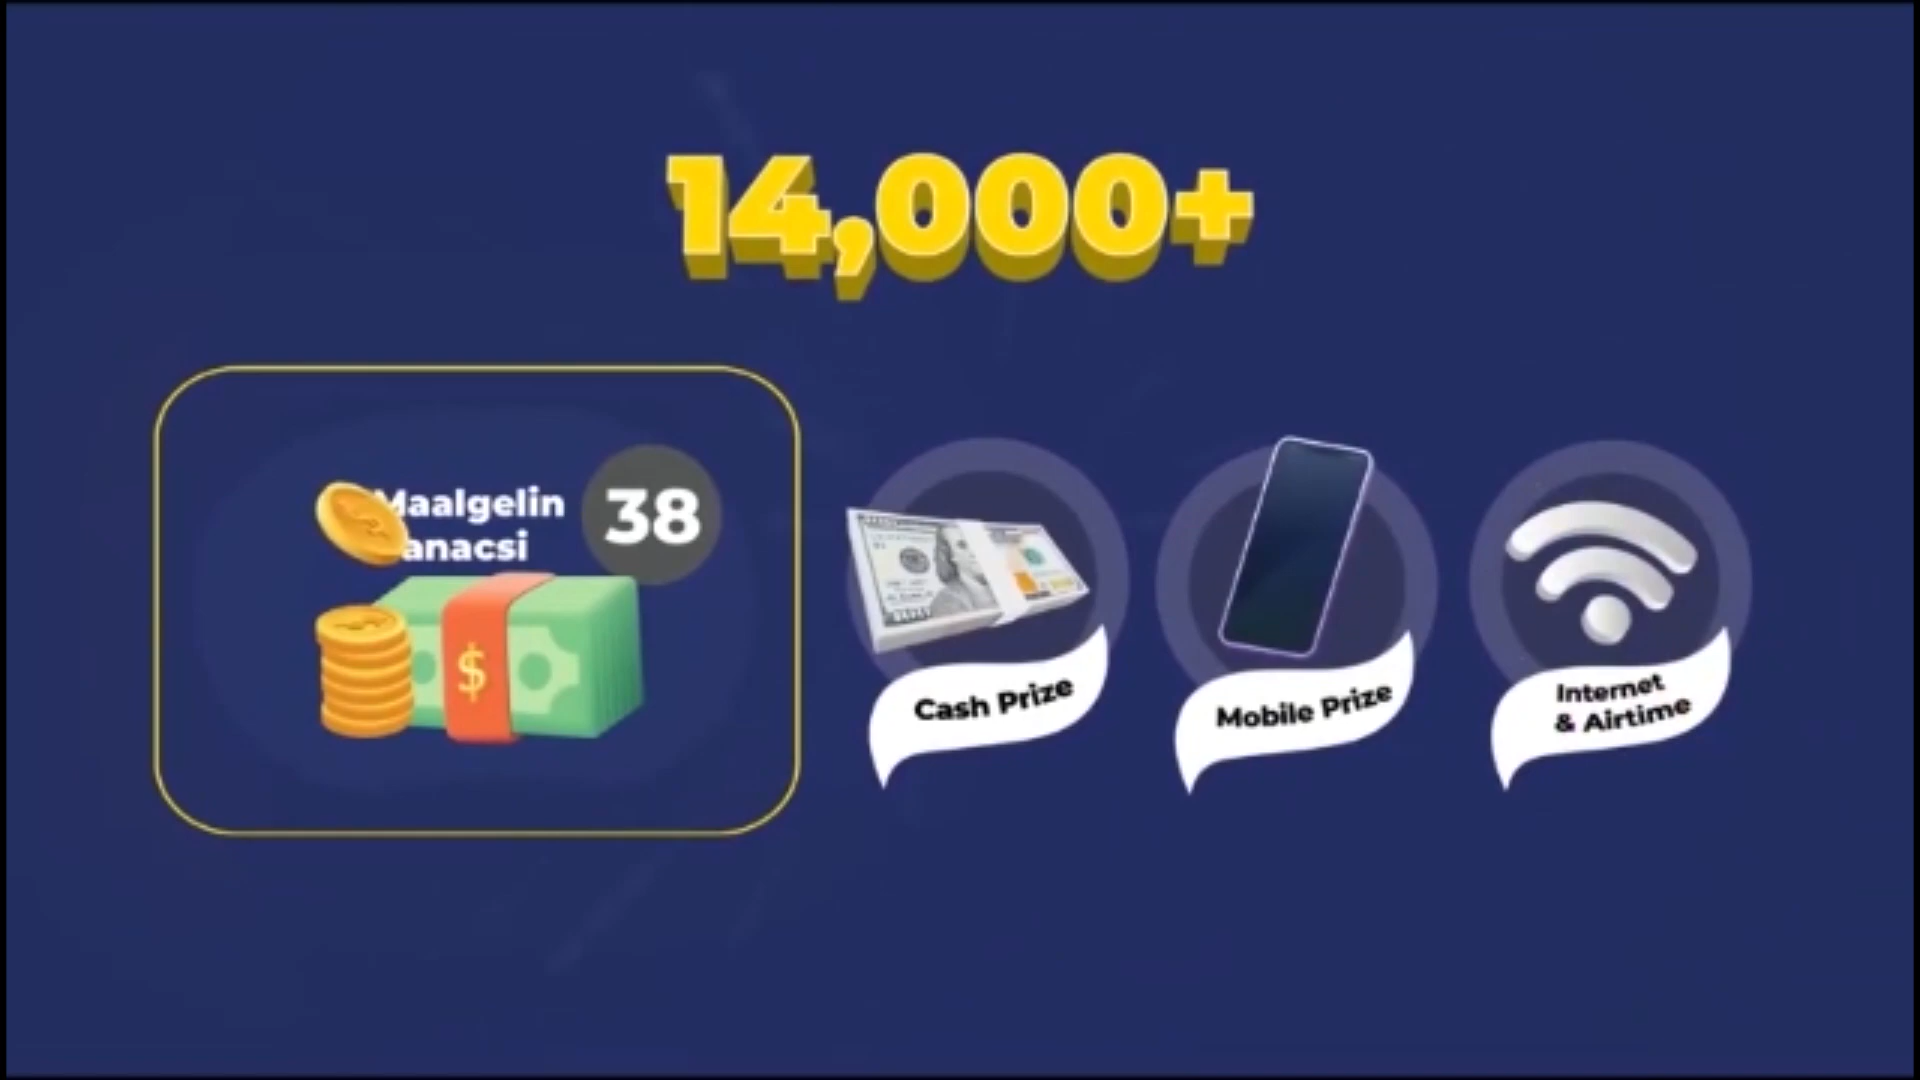 14,000+
Maalgelin
38
anacsi
$
Cash Prize
Mobile Prize
Internet
& Airtime